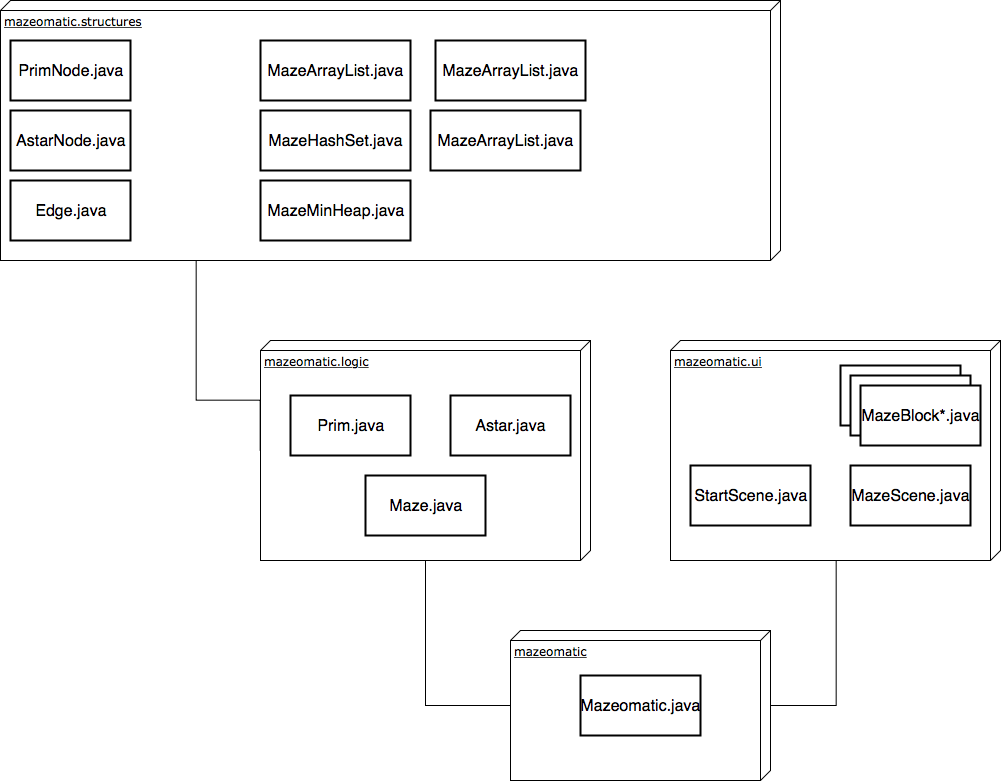 mazeomatic.structures
PrimNode.java
MazeArrayList.java
MazeArrayList.java
AstarNode.java
MazeHashSet.java
MazeArrayList.java
Edge.java
MazeMinHeap.java
mazeomatic.logic
Prim.java
Astar.java
Maze.java
mazeomatic.ui
MazeBlock*.java
StartScene.java
MazeScene.java
mazeomatic
Mazeomatic.java